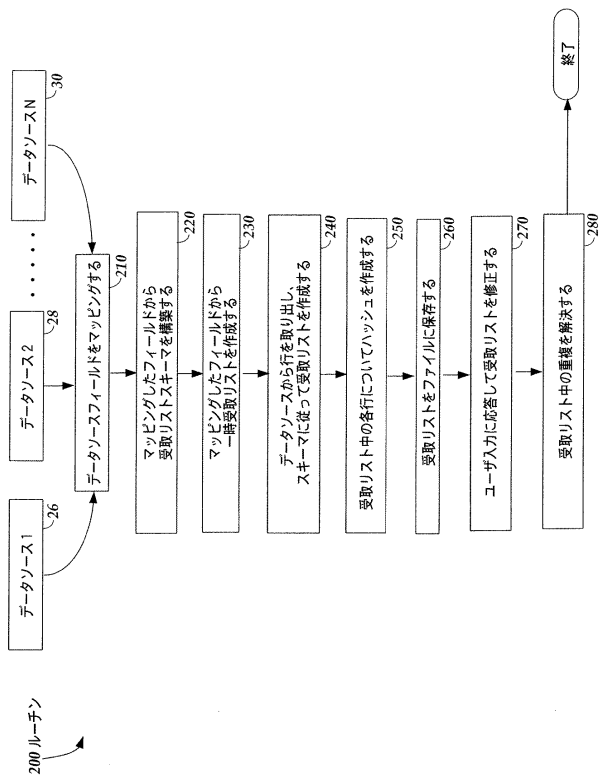 200 ルーチン
データソース1
26
データソース2
28
・・・・・
データソースN
30
データソースフィールドをマッピングする
210
マッピングしたフィールドから
受取リストスキーマを構築する
220
マッピングしたフィールドから
一時受取リストを作成する
230
データソースから行を取り出し、
スキーマに従って受取リストを作成する
240
受取リスト中の各行についてハッシュを作成する
250
受取リストをファイルに保存する
260
ユーザ入力に応答して受取リストを修正する
270
受取リスト中の重複を解決する
280
終了